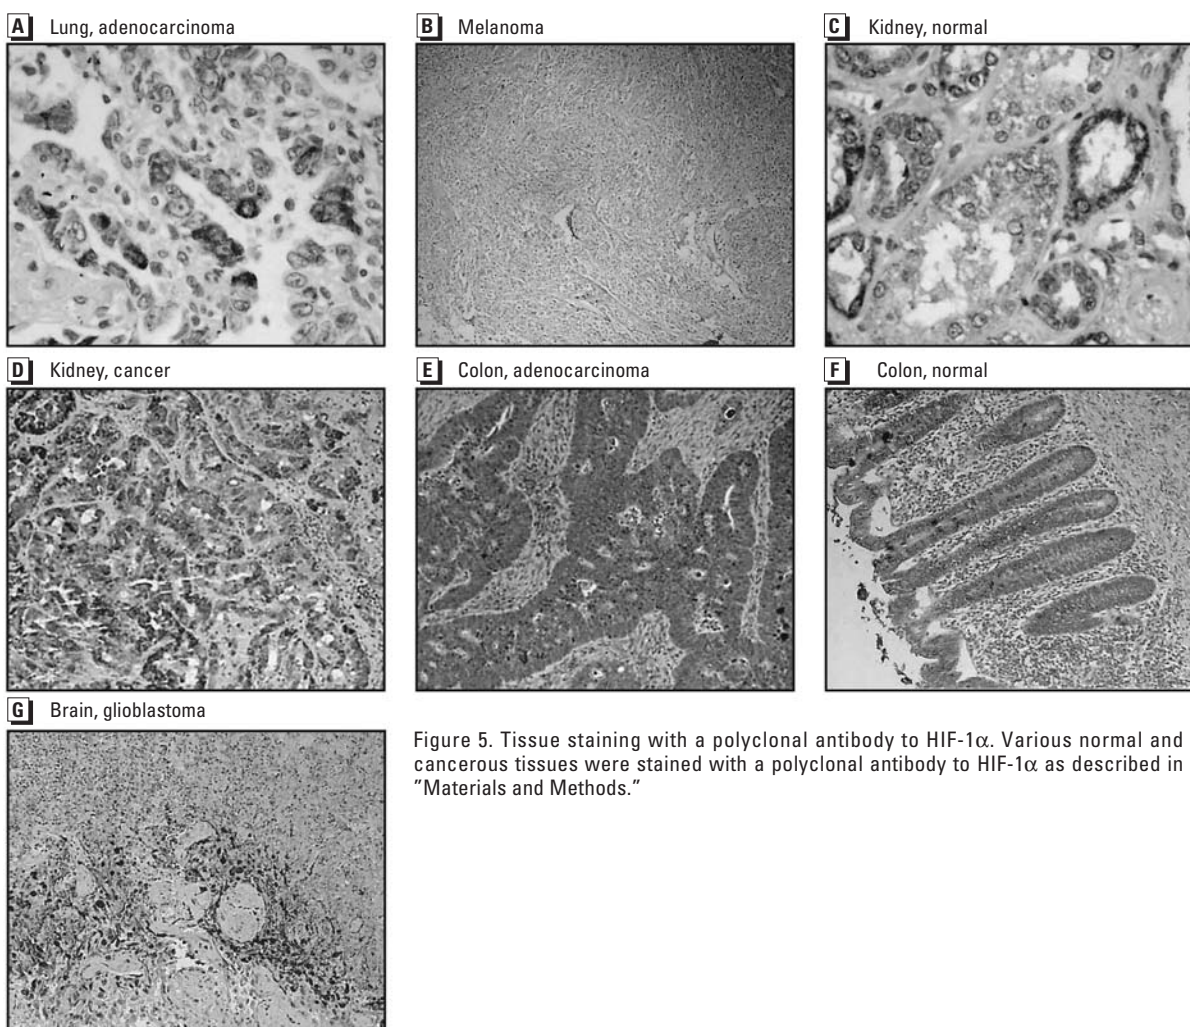 A Lung, adenocarcinoma
B Melanoma
C Kidney, normal
D Kidney, cancer
E Colon, adenocarcinoma
F Colon, normal
G Brain, glioblastoma
Figure 5. Tissue staining with a polyclonal antibody to HIF-1α. Various normal and
cancerous tissues were stained with a polyclonal antibody to HIF-1α as described in
"Materials and Methods."